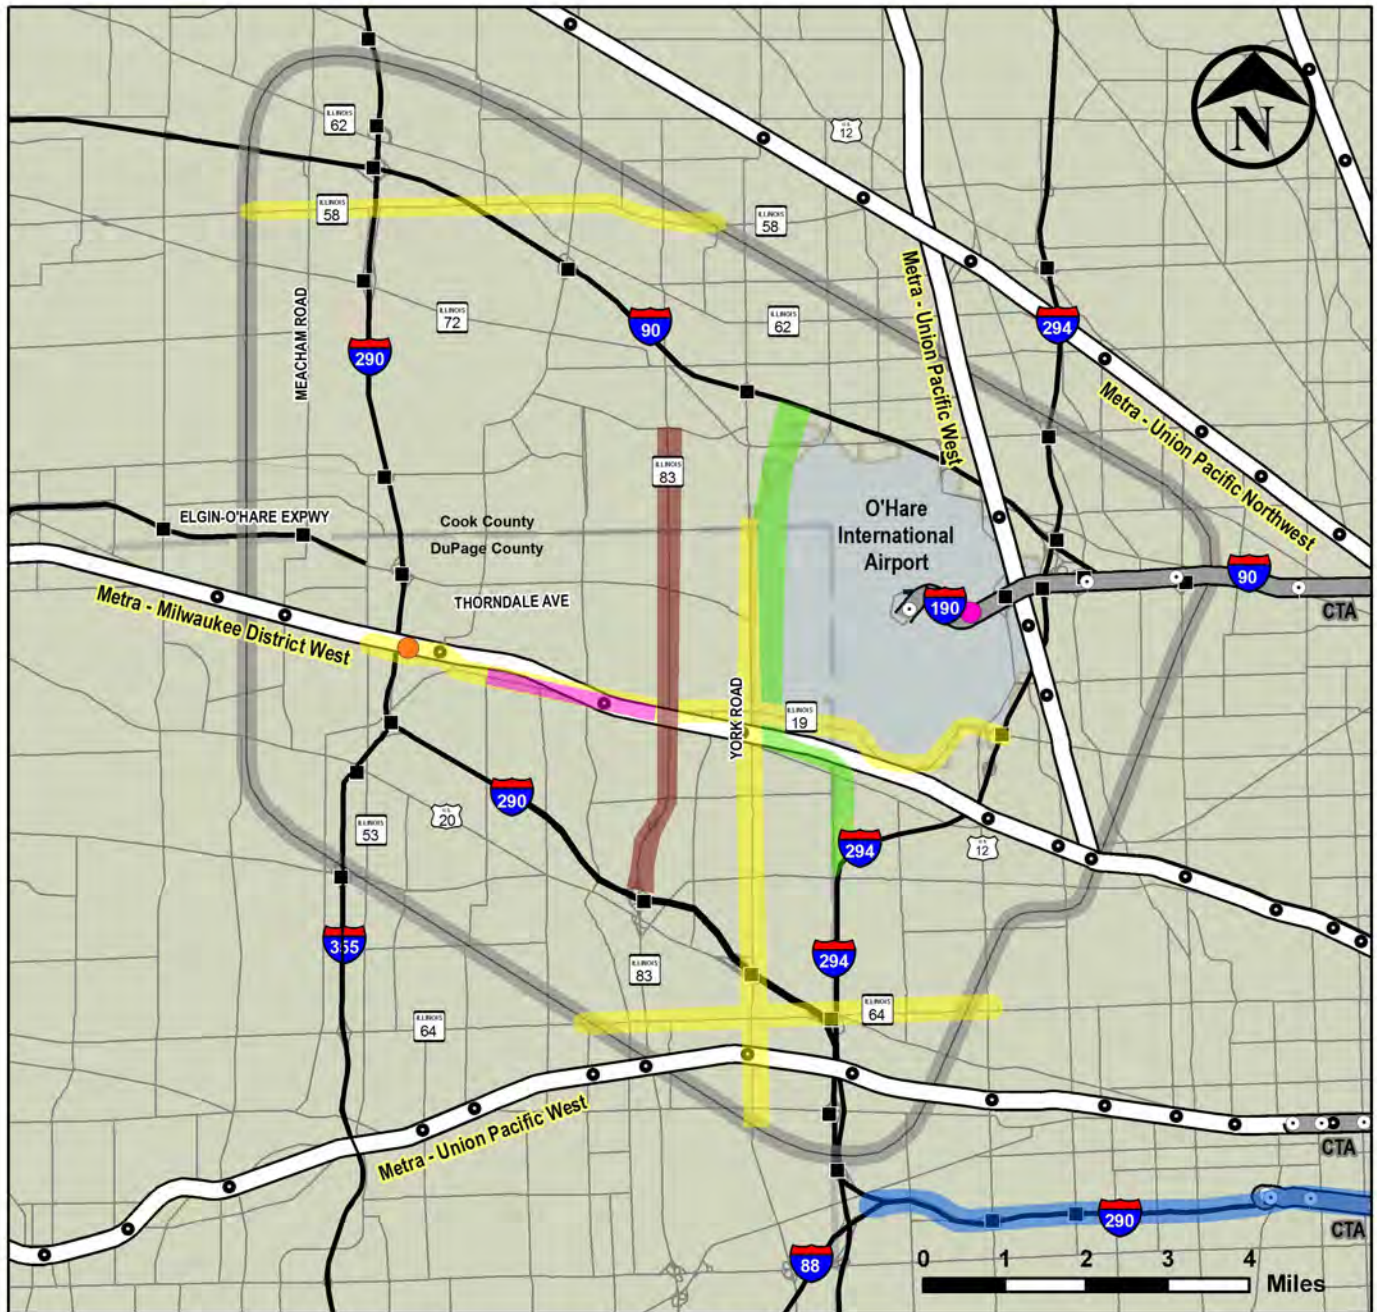 ILLINOIS
62
U S
12
N
ILLINOIS
58
ILLINOIS
58
Metra - Union Pacific West
MEACHAM ROAD
ILLINOIS
72
90
ILLINOIS
62
294
290
Metra - Union Pacific Northwest
ILLINOIS
83
ELGIN-O'HARE EXPWY
Cook County
DuPage County
O'Hare
International
Airport
THORNDALE AVE
190
90
CTA
Metra - Milwaukee District West
YORK ROAD
ILLINOIS
19
290
U S
20
ILLINOIS
53
294
U S
12
355
294
ILLINOIS
83
ILLINOIS
64
ILLINOIS
64
Metra - Union Pacific West
CTA
290
CTA
88
0 1 2 3 4
Miles